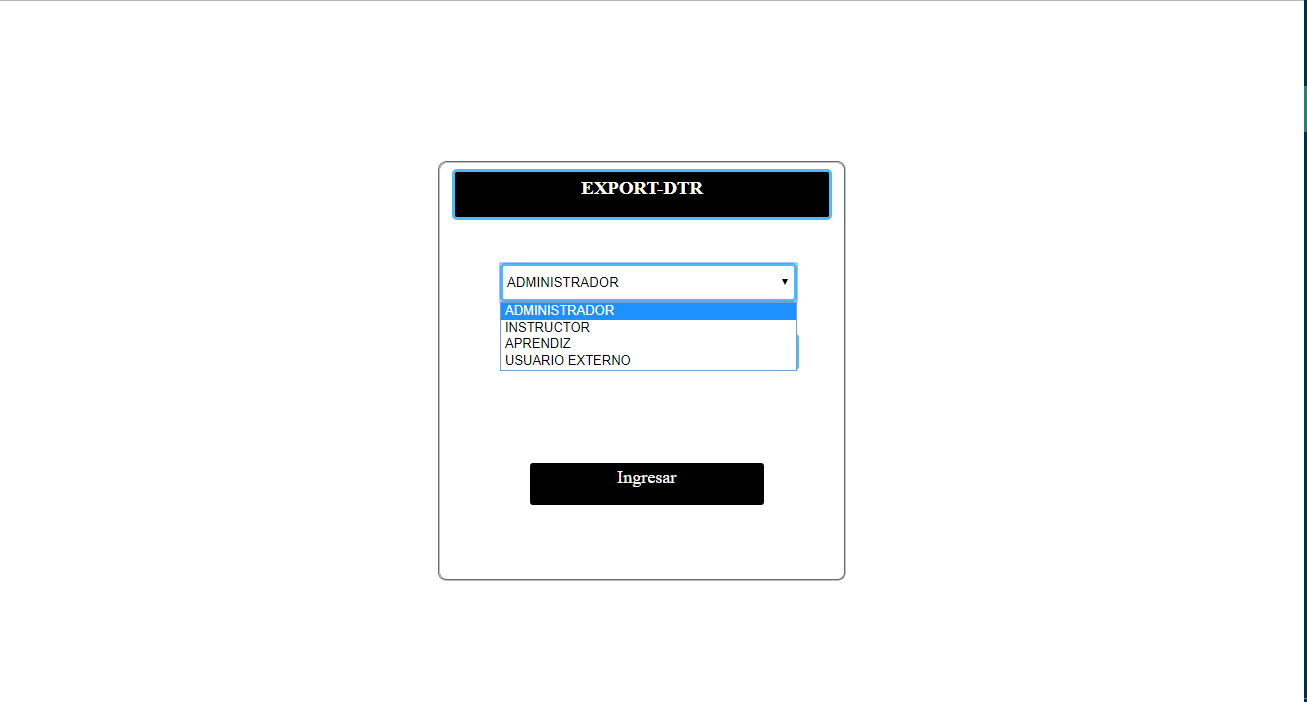 EXPORT-DTR
ADMINISTRADOR
ADMINISTRADOR
INSTRUCTOR
APRENDIZ
USUARIO EXTERNO
Ingresar